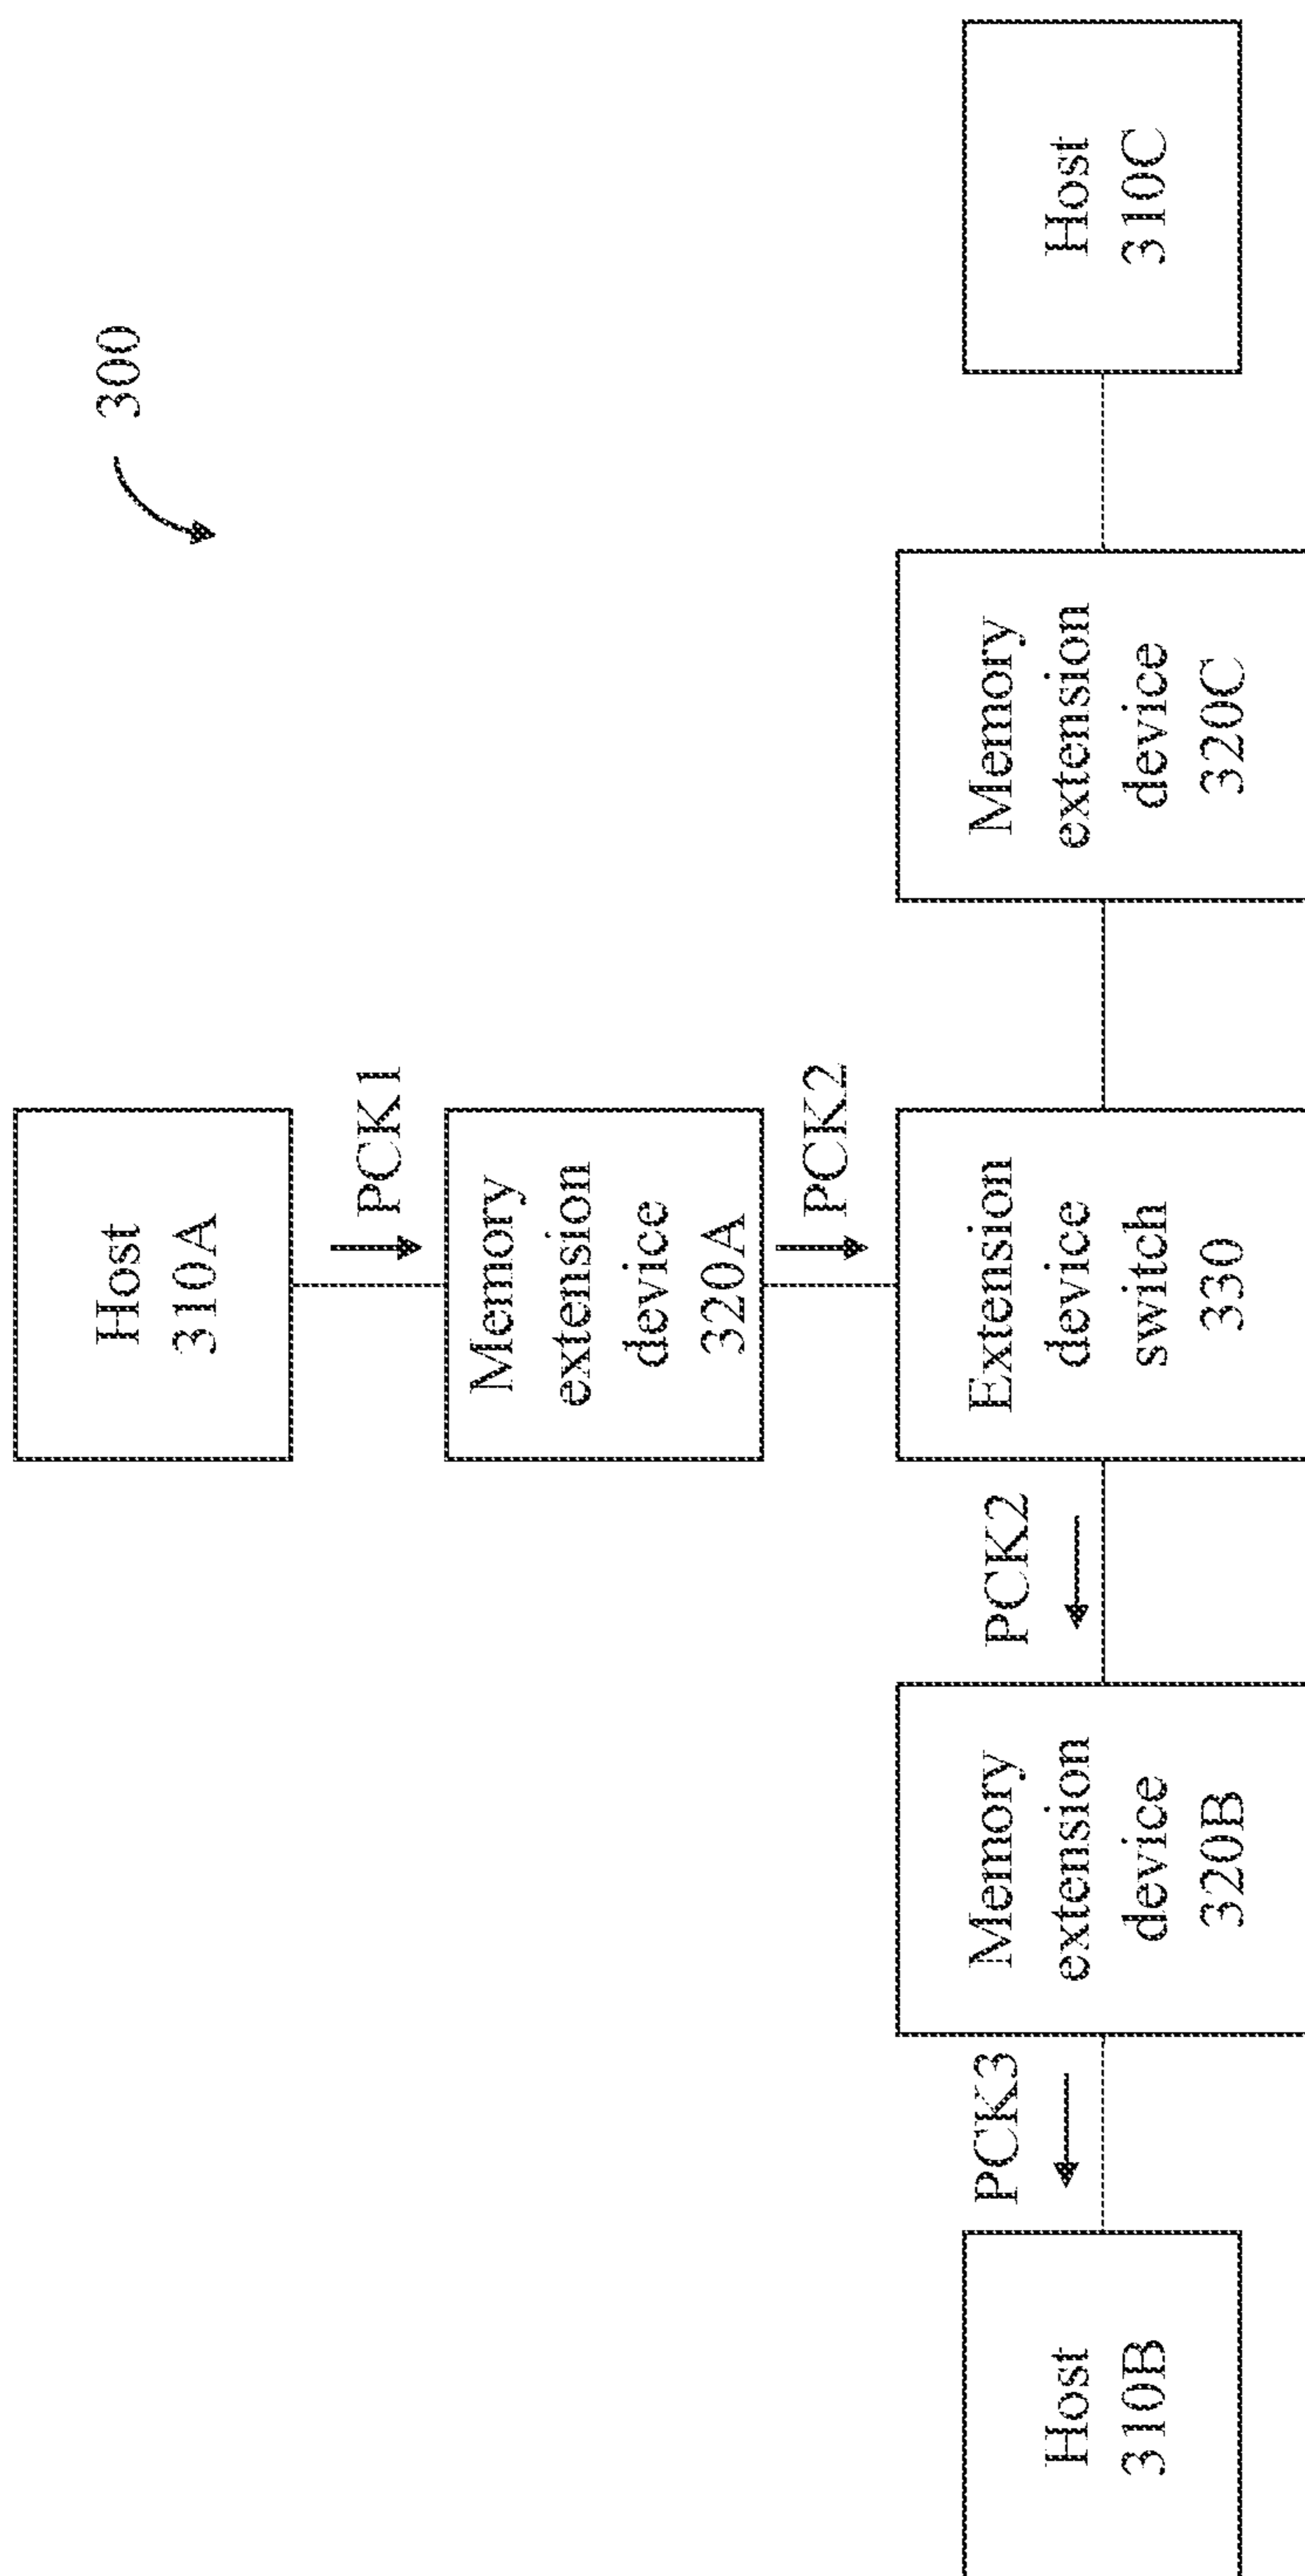 300
Host
310A
PCK1
Memory
extension
device
320A
PCK2
Host
310B
PCK3
Memory
extension
device
320B
PCK2
Extension
device
switch
330
Memory
extension
device
320C
Host
310C